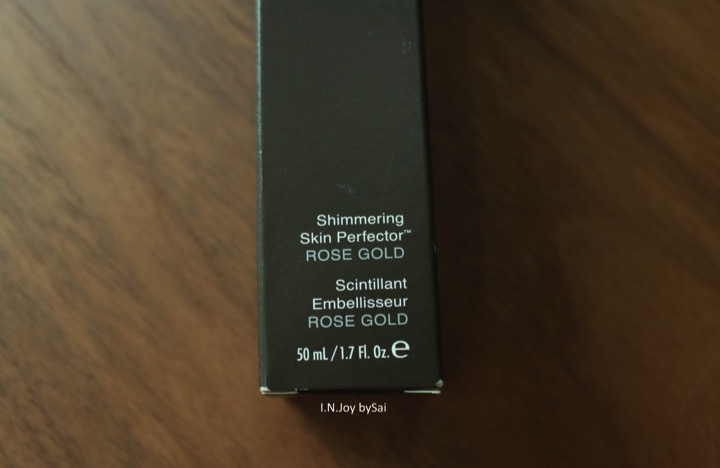 Shimmering
Skin Perfector™
ROSE GOLD
Scintillant
Embellisseur
ROSE GOLD
50 mL / 1.7 Fl. Oz. ℮
I.N.Joy bySai